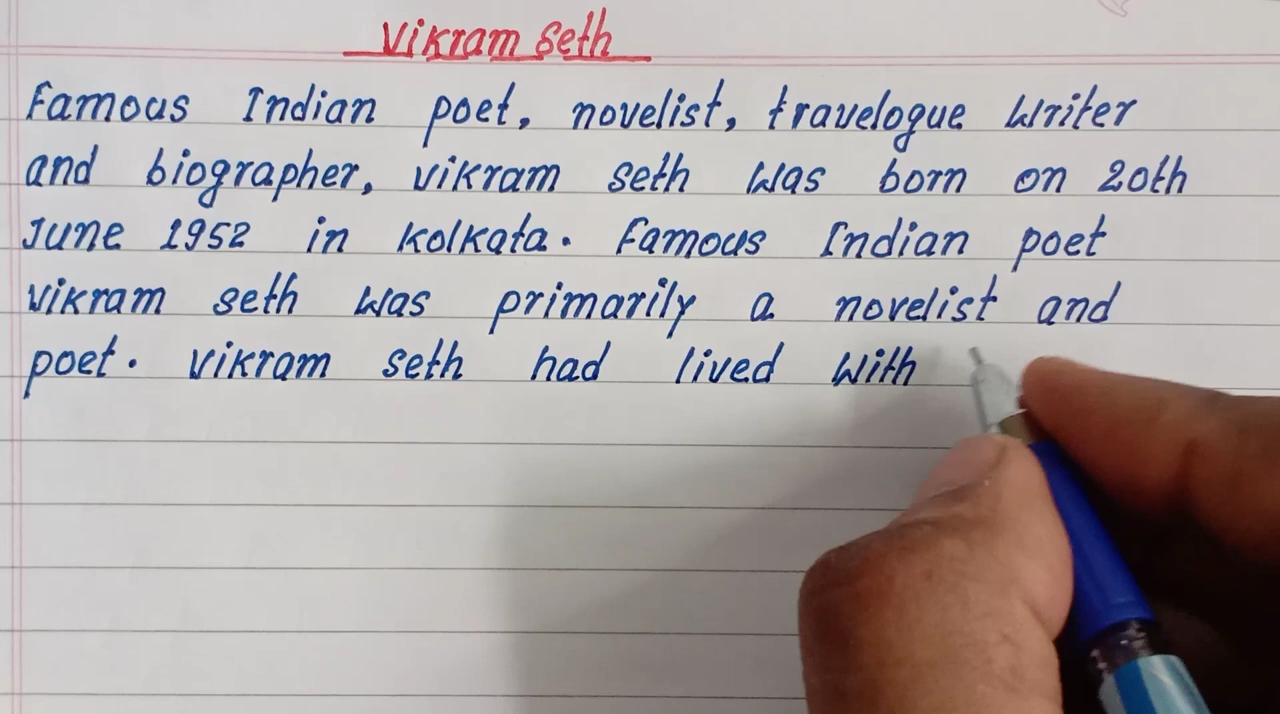 Vikram Seth
Famous Indian poet, novelist, travelogue writer
and biographer, Vikram Seth was born on 20th
June 1952 in Kolkata. Famous Indian poet
Vikram Seth was primarily a novelist and
poet. Vikram Seth had lived with